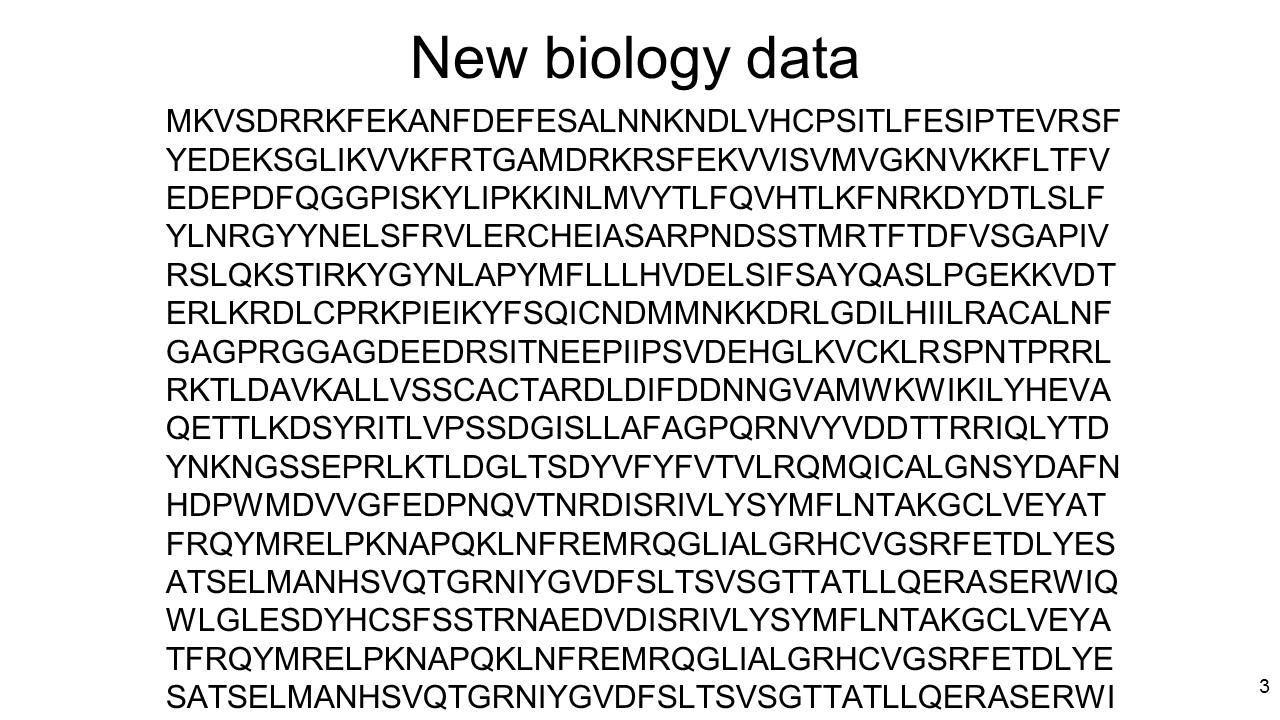 New biology data
MKVSDRRKFEKANFDEFESALNNKNDLVHCPSITLFESIPTEVRSF
YEDEKSGLIKVVKFRTGAMDRKRSFEKVVISVMVGKNVKKFLTFV
EDEPDFQGGPISKYLIPKKINLMVYTLFQVHTLKFNRKDYDTLSLF
YLNRGYYNELSFRVLERCHEIASARPNDSSTMRTFTDFVSGAPIV
RSLQKSTIRKYGYNLAPYMFLLLHVDELSIFSAYQASLPGEKKVDT
ERLKRDLCPRKPIEIKYFSQICNDMMNKKDRLGDILHIILRACALNF
GAGPRGGAGDEEDRSITNEEPIIPSVDEHGLKVCKLRSPNTPRRL
RKTLDAVKALLVSSCACTARDLDIFDDNNGVAMWKWIKILYHEVA
QETTLKDSYRITLVPSSDGISLLAFAGPQRNVYVDDTTRRIQLYTD
YNKNGSSEPRLKTLDGLTSDYVFYFVTVLRQMQICALGNSYDAFN
HDPWMDVVGFEDPNQVTNRDISRIVLYSYMFLNTAKGCLVEYAT
FRQYMRELPKNAPQKLNFREMRQGLIALGRHCVGSRFETDLYES
ATSELMANHSVQTGRNIYGVDFSLTSVSGTTATLLQERASERWIQ
WLGLESDYHCSFSSTRNAEDVDISRIVLYSYMFLNTAKGCLVEYA
TFRQYMRELPKNAPQKLNFREMRQGLIALGRHCVGSRFETDLYE
SATSELMANHSVQTGRNIYGVDFSLTSVSGTTATLLQERASERWI
3